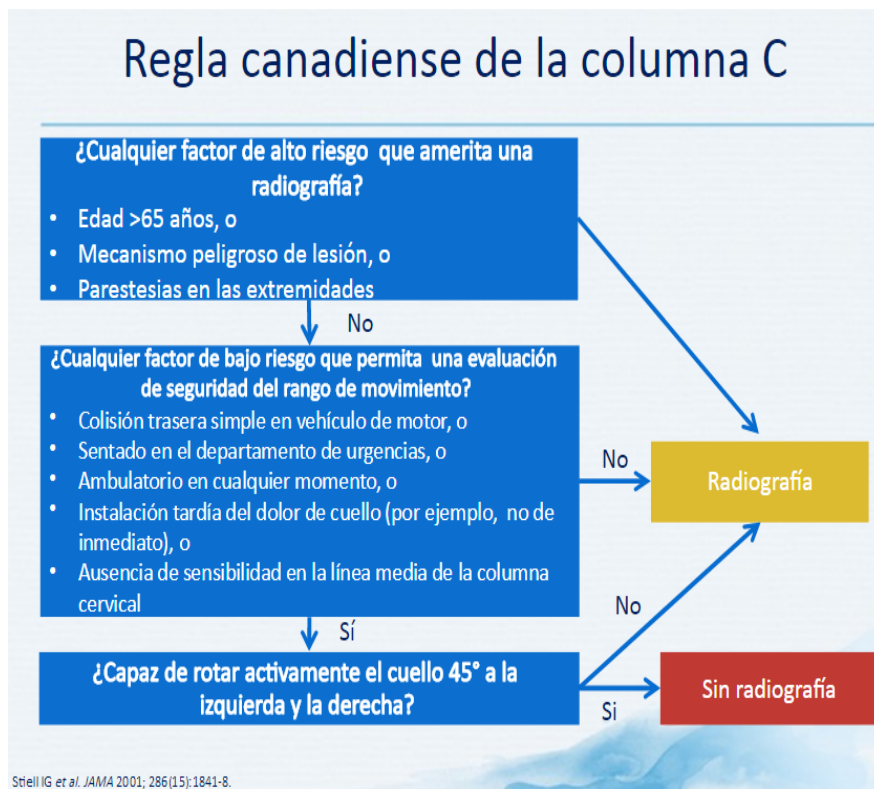 Regla canadiense de la columna C
¿Cualquier factor de alto riesgo que amerita una
radiografía?
• Edad >65 años, o
• Mecanismo peligroso de lesión, o
• Parestesias en las extremidades
No
¿Cualquier factor de bajo riesgo que permita una evaluación
de seguridad del rango de movimiento?
• Colisión trasera simple en vehículo de motor, o
• Sentado en el departamento de urgencias, o
• Ambulatorio en cualquier momento, o
• Instalación tardía del dolor de cuello (por ejemplo, no de
inmediato), o
• Ausencia de sensibilidad en la línea media de la columna
cervical
No
Radiografía
Sí
No
¿Capaz de rotar activamente el cuello 45° a la
izquierda y la derecha?
Si
Sin radiografía
Stiell IG et al. JAMA 2001; 286(15):1841-8.